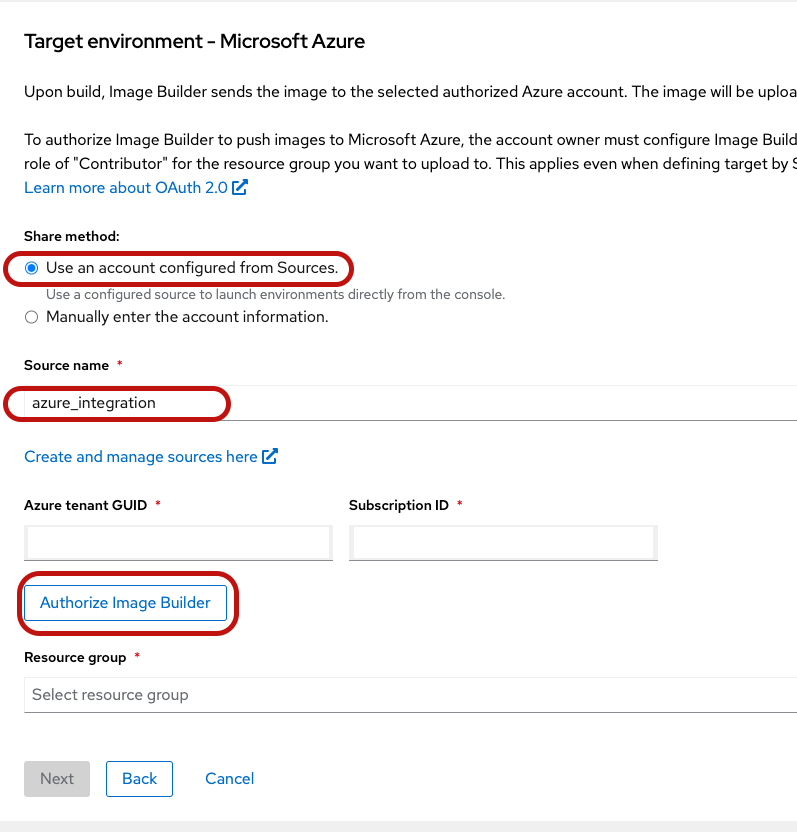 Target environment - Microsoft Azure
Upon build, Image Builder sends the image to the selected authorized Azure account. The image will be
To authorize Image Builder to push images to Microsoft Azure, the account owner must configure Image
role of "Contributor" for the resource group you want to upload to. This applies even when defining target by
Learn more about OAuth 2.0
Share method:
Use an account configured from Sources.
Use a configured source to launch environments directly from the console.
Manually enter the account information.
Source name *
azure_integration
Create and manage sources here
Azure tenant GUID * Subscription ID *
Authorize Image Builder
Resource group *
Select resource group
Next Back Cancel